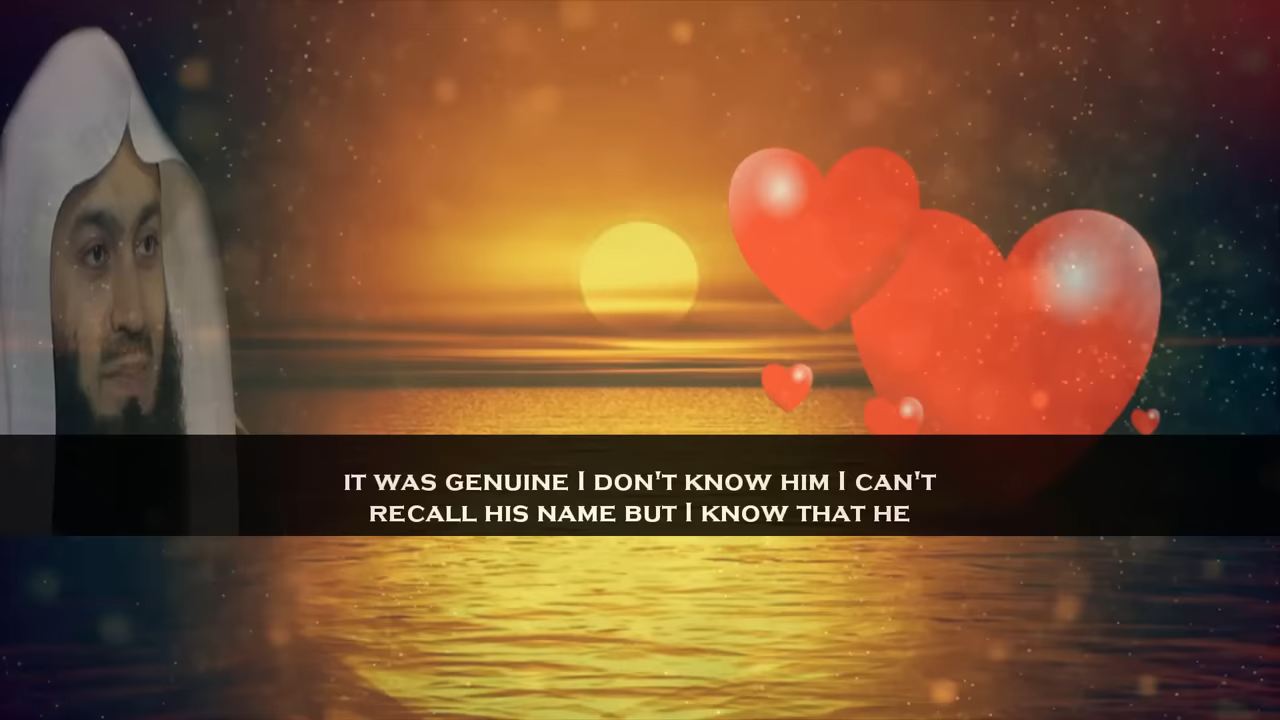 IT WAS GENUINE I DON'T KNOW HIM I CAN'T
RECALL HIS NAME BUT I KNOW THAT HE